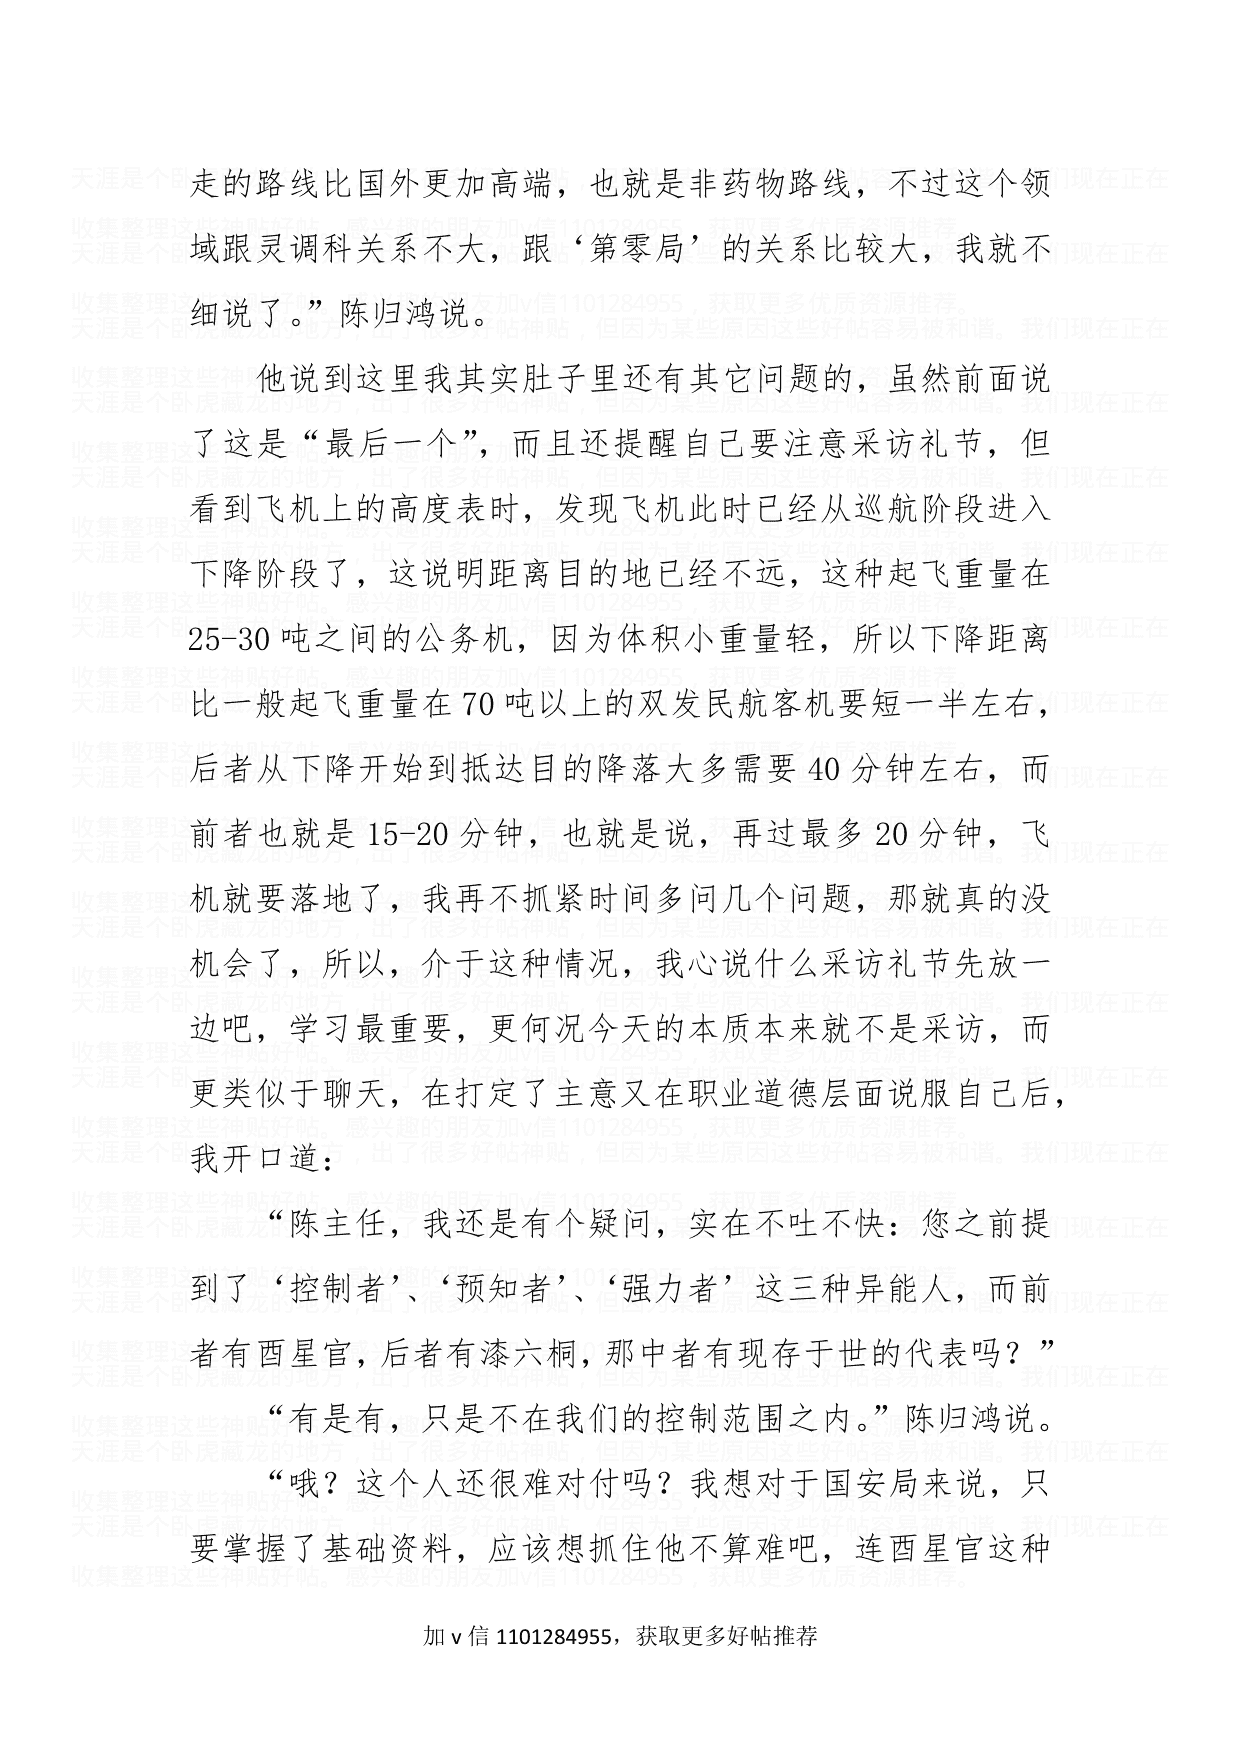 走的路线比国外更加高端，也就是非药物路线，不过这个领
域跟灵调科关系不大，跟‘第零局’的关系比较大，我就不
细说了。”陈归鸿说。
他说到这里我其实肚子里还有其它问题的，虽然前面说
了这是“最后一个”，而且还提醒自己要注意采访礼节，但
看到飞机上的高度表时，发现飞机此时已经从巡航阶段进入
下降阶段了，这说明距离目的地已经不远，这种起飞重量在
25-30 吨之间的公务机，因为体积小重量轻，所以下降距离
比一般起飞重量在 70 吨以上的双发民航客机要短一半左右，
后者从下降开始到抵达目的降落大多需要 40 分钟左右，而
前者也就是 15-20 分钟，也就是说，再过最多 20 分钟，飞
机就要落地了，我再不抓紧时间多问几个问题，那就真的没
机会了，所以，介于这种情况，我心说什么采访礼节先放一
边吧，学习最重要，更何况今天的本质本来就不是采访，而
更类似于聊天，在打定了主意又在职业道德层面说服自己后，
我开口道：
“陈主任，我还是有个疑问，实在不吐不快：您之前提
到了‘控制者’、‘预知者’、‘强力者’这三种异能人，而前
者有酉星官，后者有漆六桐，那中者有现存于世的代表吗？”
“有是有，只是不在我们的控制范围之内。”陈归鸿说。
“哦？这个人还很难对付吗？我想对于国安局来说，只
要掌握了基础资料，应该想抓住他不算难吧，连酉星官这种
加 v 信 1101284955，获取更多好帖推荐